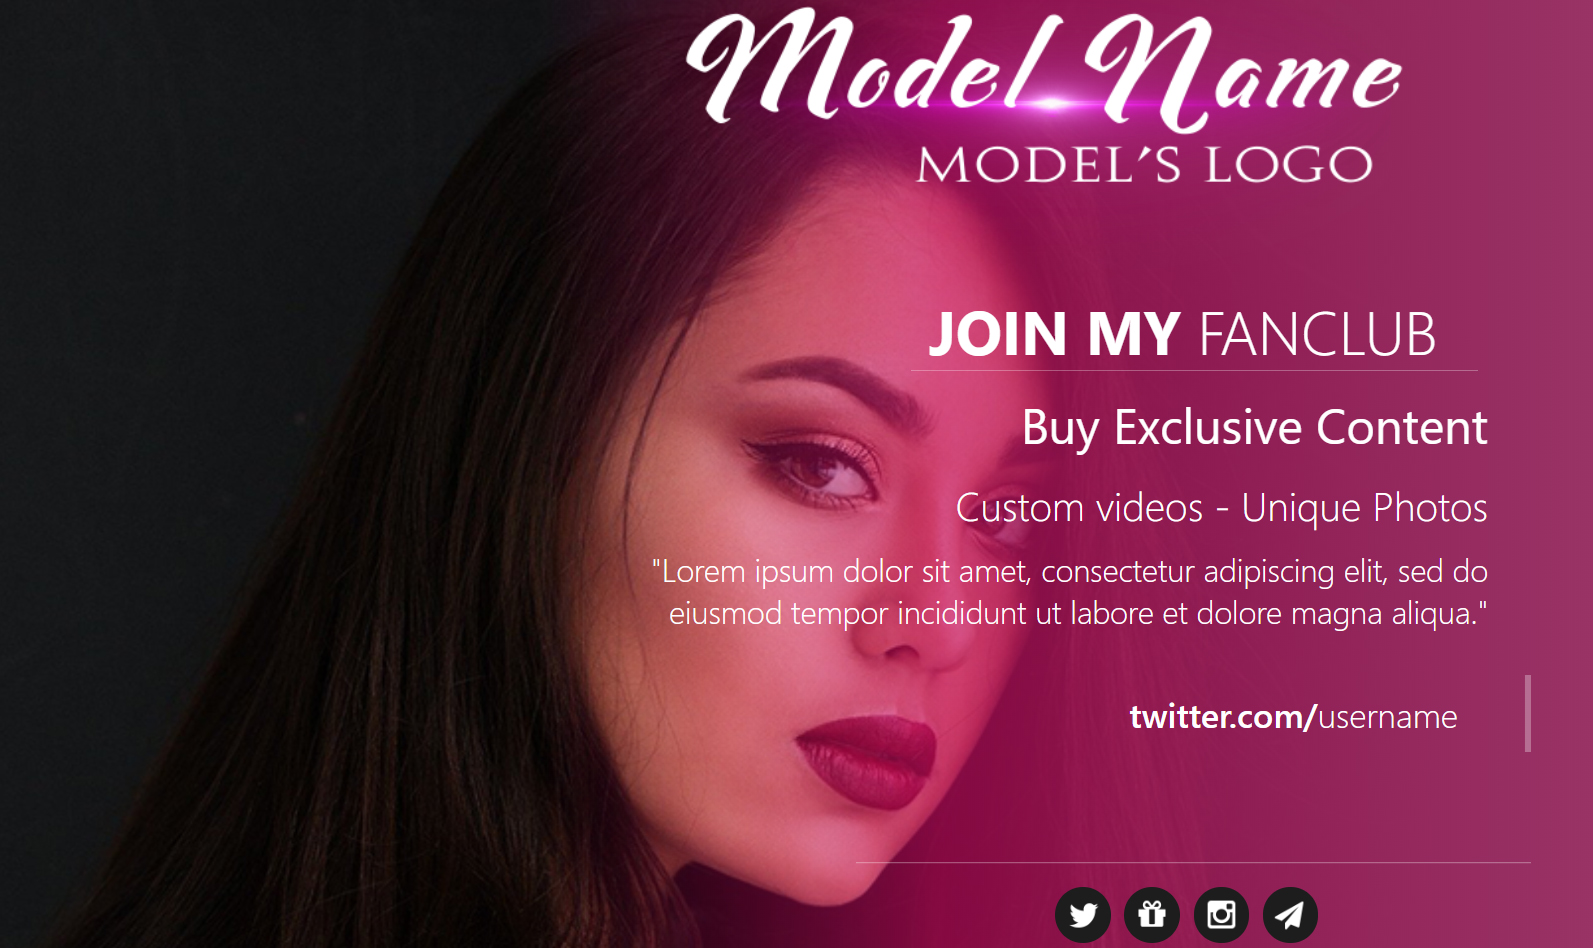 Model Name
MODEL'S LOGO
JOIN MY FANCLUB
Buy Exclusive Content
Custom videos - Unique Photos
"Lorem ipsum dolor sit amet, consectetur adipiscing elit, sed do
eiusmod tempor incididunt ut labore et dolore magna aliqua."
twitter.com/username